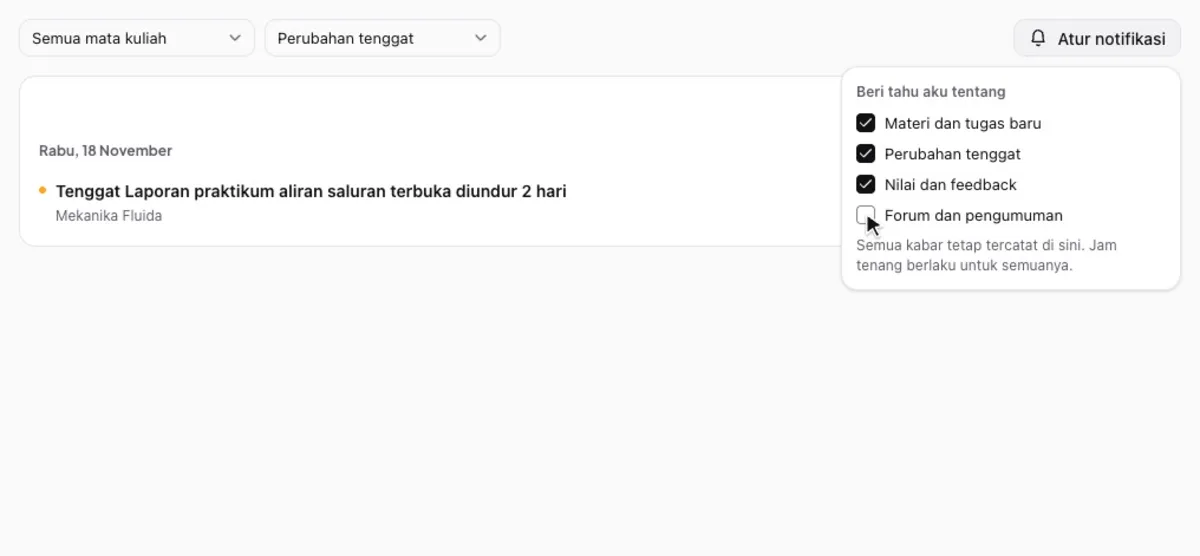 Semua mata kuliah
Perubahan tenggat
Atur notifikasi
Rabu, 18 November
Tenggat Laporan praktikum aliran saluran terbuka diundur 2 hari
Mekanika Fluida
Beri tahu aku tentang
Materi dan tugas baru
Perubahan tenggat
Nilai dan feedback
Forum dan pengumuman
Semua kabar tetap tercatat di sini. Jam
tenang berlaku untuk semuanya.